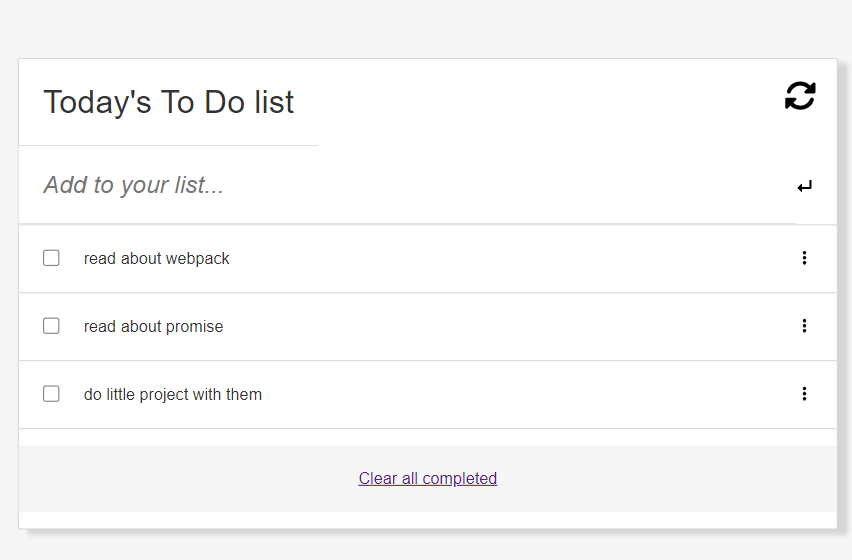 Today's To Do list
Add to your list...
read about webpack
read about promise
do little project with them
Clear all completed